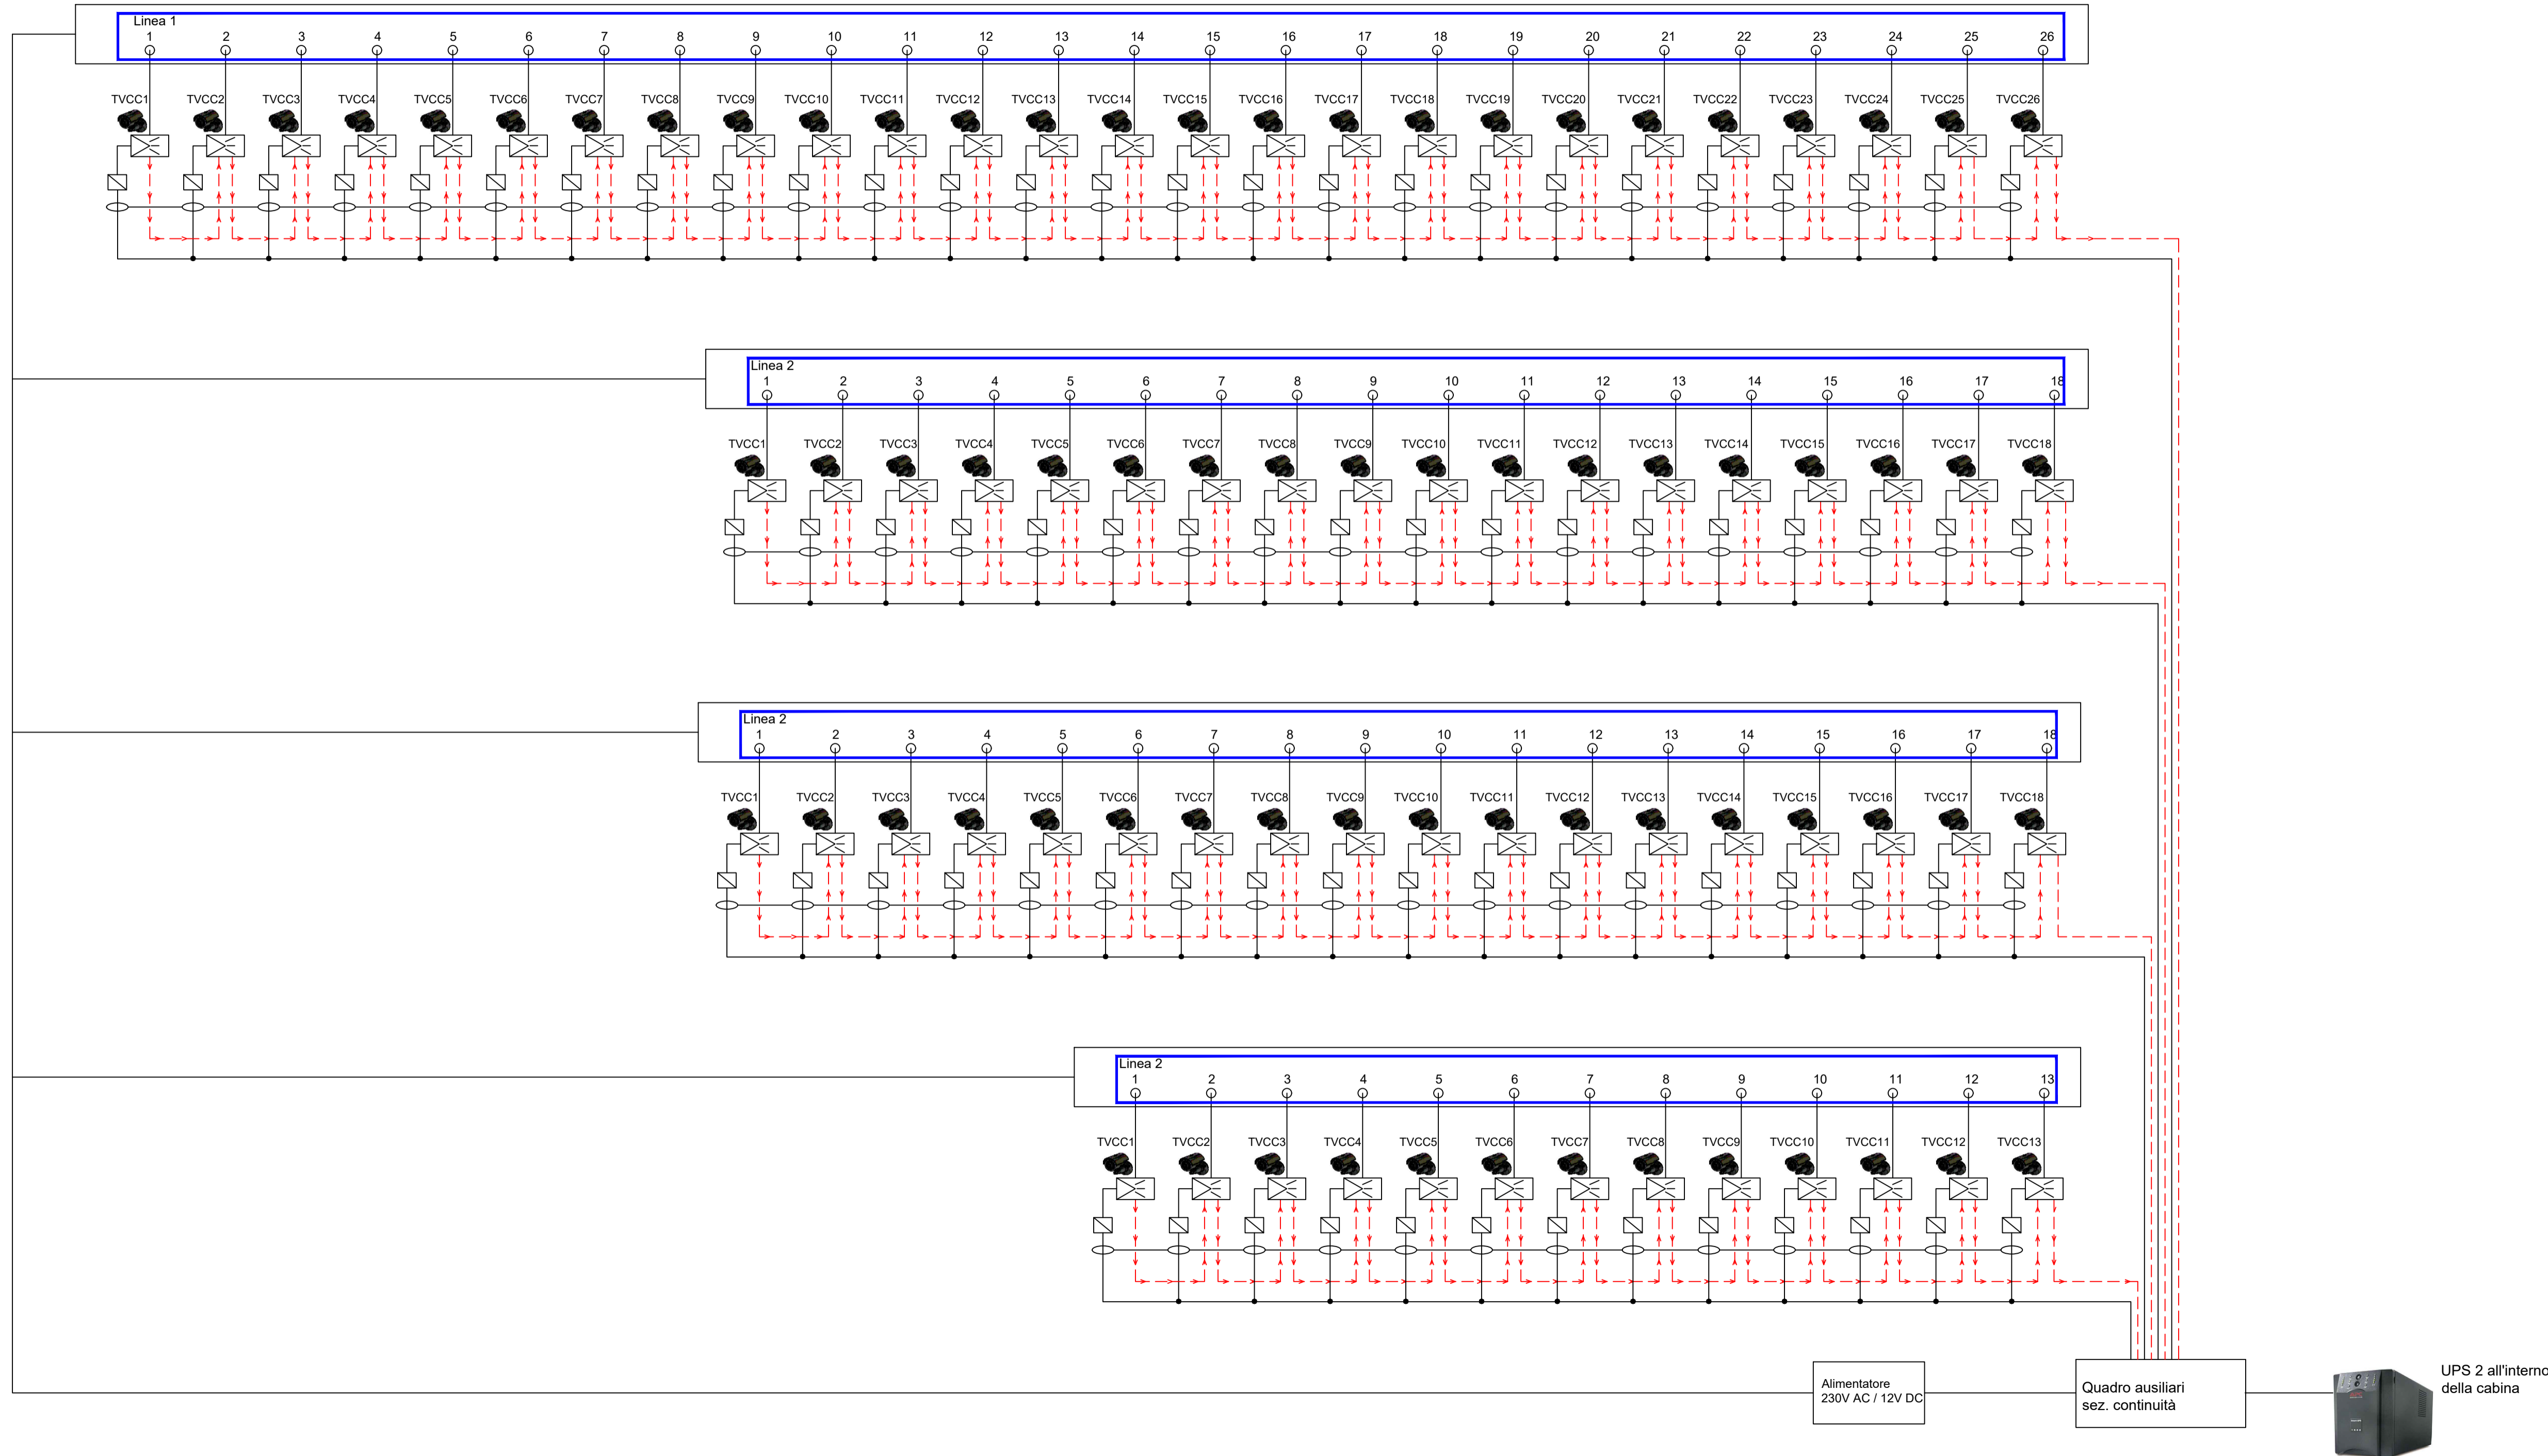 Linea 1
1 2 3 4 5 6 7 8 9 10 11 12 13 14 15 16 17 18 19 20 21 22 23 24 25 26
TVCC1 TVCC2 TVCC3 TVCC4 TVCC5 TVCC6 TVCC7 TVCC8 TVCC9 TVCC10 TVCC11 TVCC12 TVCC13 TVCC14 TVCC15 TVCC16 TVCC17 TVCC18 TVCC19 TVCC20 TVCC21 TVCC22 TVCC23 TVCC24 TVCC25 TVCC26
Linea 2
1 2 3 4 5 6 7 8 9 10 11 12 13 14 15 16 17 18
TVCC1 TVCC2 TVCC3 TVCC4 TVCC5 TVCC6 TVCC7 TVCC8 TVCC9 TVCC10 TVCC11 TVCC12 TVCC13 TVCC14 TVCC15 TVCC16 TVCC17 TVCC18
Linea 2
1 2 3 4 5 6 7 8 9 10 11 12 13 14 15 16 17 18
TVCC1 TVCC2 TVCC3 TVCC4 TVCC5 TVCC6 TVCC7 TVCC8 TVCC9 TVCC10 TVCC11 TVCC12 TVCC13 TVCC14 TVCC15 TVCC16 TVCC17 TVCC18
Linea 2
1 2 3 4 5 6 7 8 9 10 11 12 13
TVCC1 TVCC2 TVCC3 TVCC4 TVCC5 TVCC6 TVCC7 TVCC8 TVCC9 TVCC10 TVCC11 TVCC12 TVCC13
Alimentatore
230V AC / 12V DC
Quadro ausiliari
sez. continuità
UPS 2 all'interno
della cabina